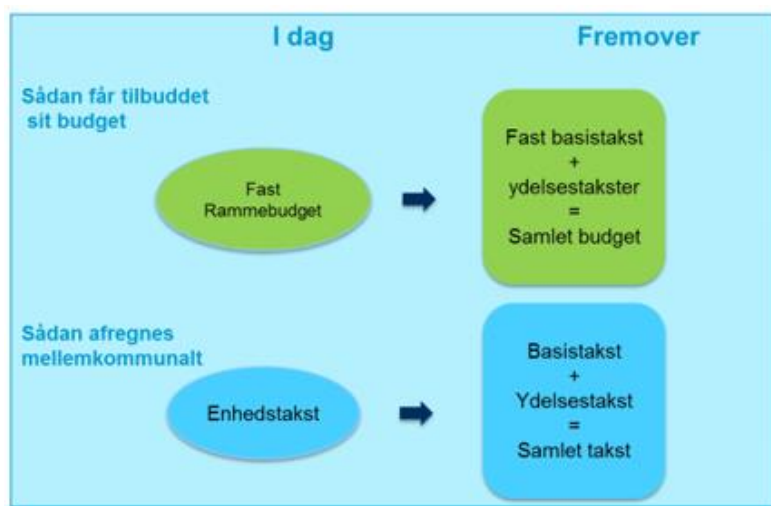 I dag
Fremover
Sådan får tilbuddet
sit budget
Fast
Rammebudget
Fast basistakst
+
ydelsestakster
=
Samlet budget
Sådan afregnes
mellemkommunalt
Enhedstakst
Basistakst
+
Ydelsestakst
=
Samlet takst